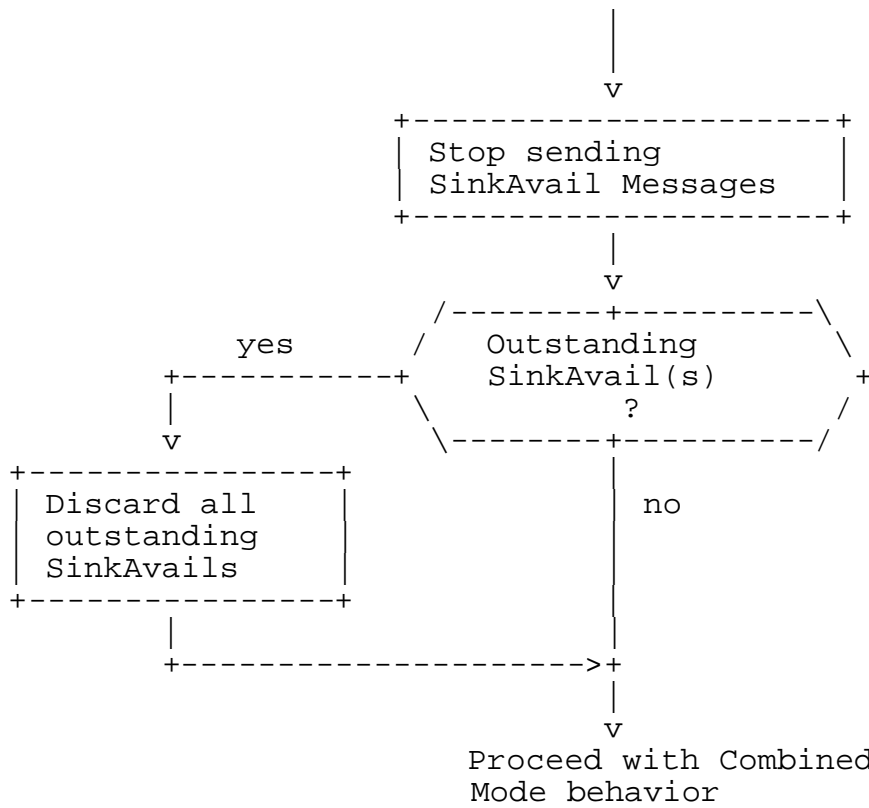 Stop sending
SinkAvail Messages
Outstanding
SinkAvail(s)
?
yes
Discard all
outstanding
SinkAvails
no
Proceed with Combined
Mode behavior